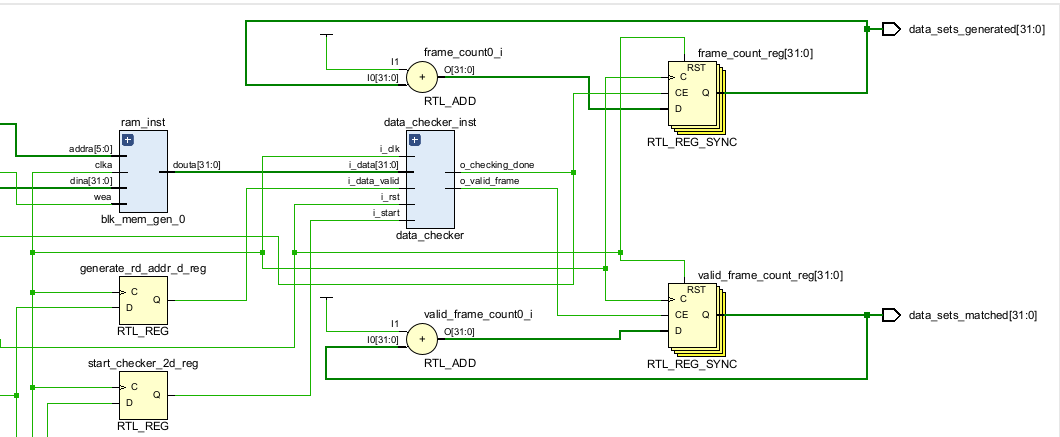 data_sets_generated[31:0]
frame_count0_i
I1
I0[31:0]
+
O[31:0]
RTL_ADD
frame_count_reg[31:0]
RST
C
CE
D
Q
RTL_REG_SYNC
ram_inst
+
addra[5:0]
clka
dina[31:0]
wea
douta[31:0]
blk_mem_gen_0
data_checker_inst
+
i_clk
i_data[31:0]
i_data_valid
i_rst
i_start
o_checking_done
o_valid_frame
data_checker
generate_rd_addr_d_reg
C
D
Q
RTL_REG
valid_frame_count0_i
I1
I0[31:0]
+
O[31:0]
RTL_ADD
valid_frame_count_reg[31:0]
RST
C
CE
D
Q
RTL_REG_SYNC
data_sets_matched[31:0]
start_checker_2d_reg
C
D
Q
RTL_REG